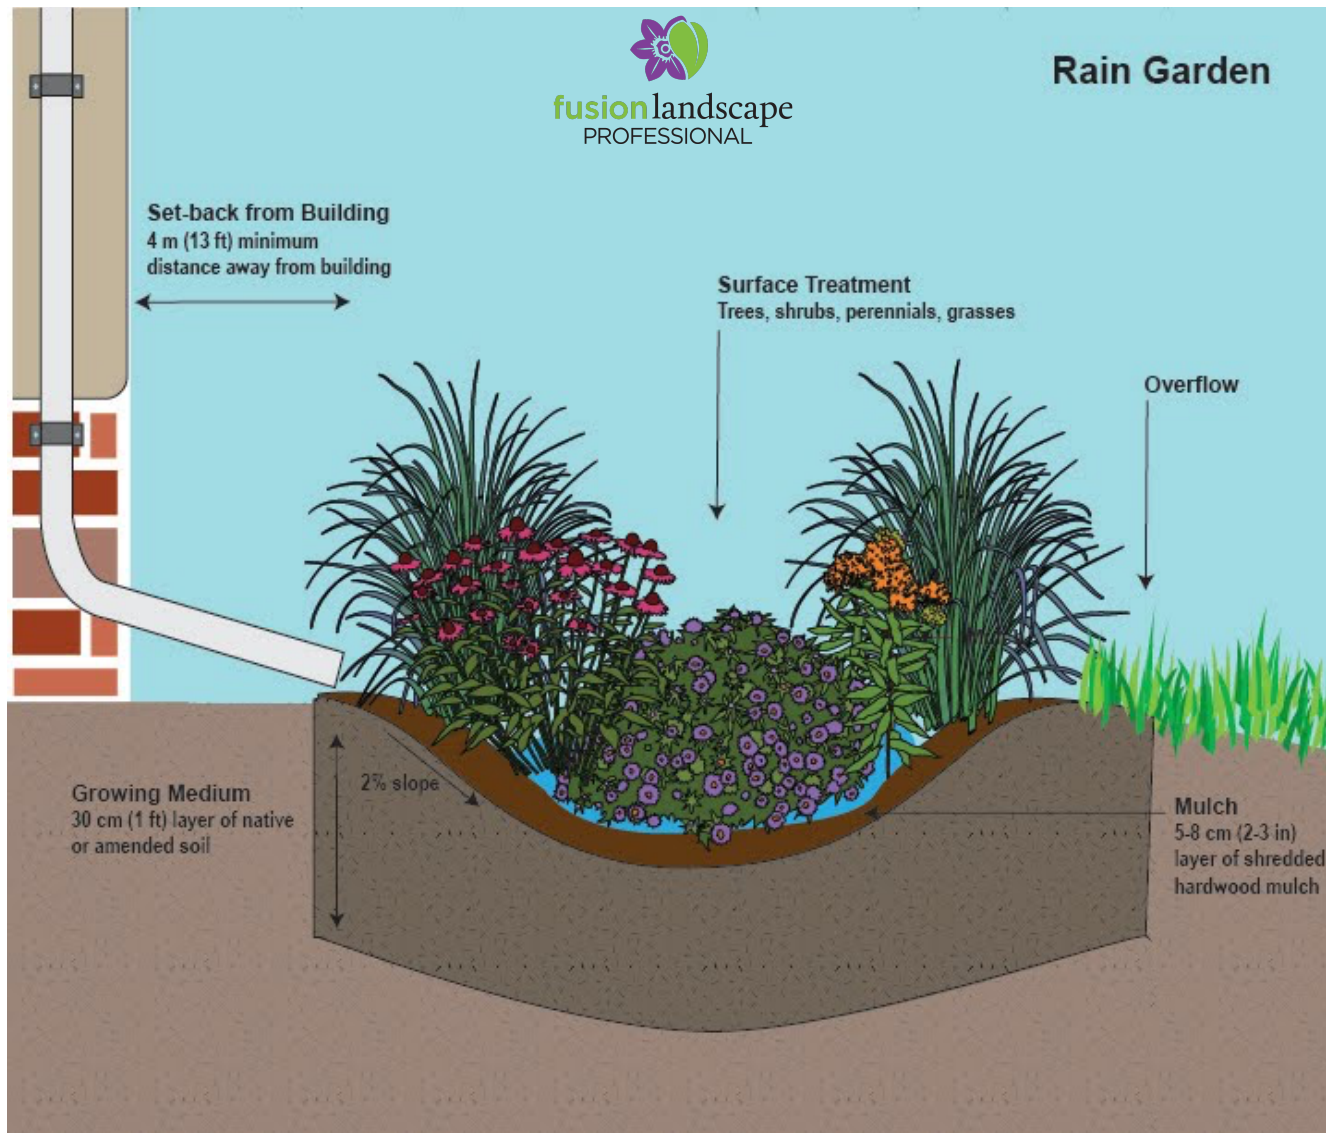 fusion landscape
PROFESSIONAL
Rain Garden
Set-back from Building
4 m (13 ft) minimum
distance away from building
Surface Treatment
Trees, shrubs, perennials, grasses
Overflow
2% slope
Growing Medium
30 cm (1 ft) layer of native
or amended soil
Mulch
5-8 cm (2-3 in)
layer of shredded
hardwood mulch